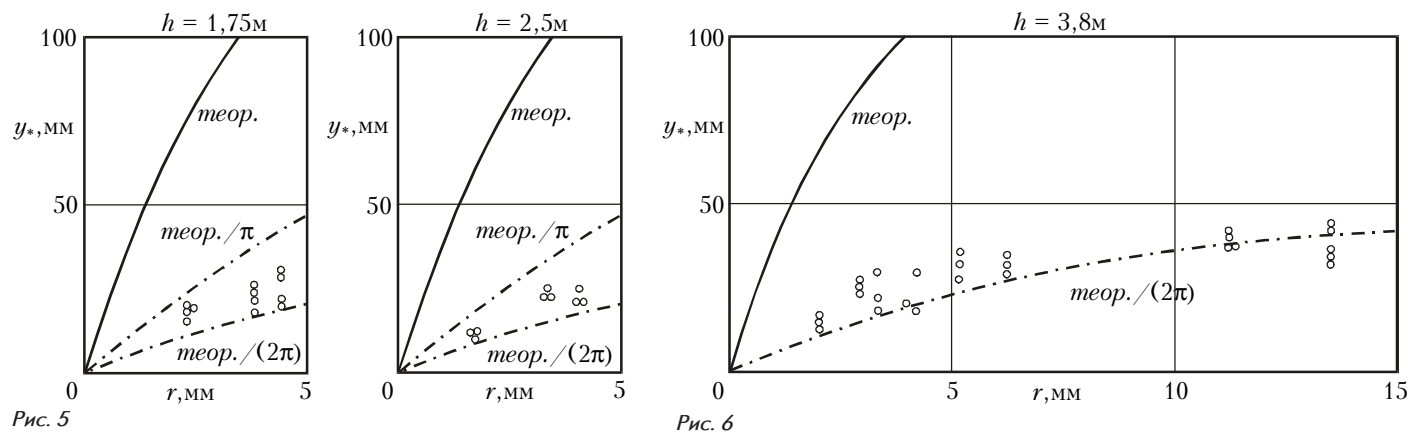 h = 1,75м
100
y*,мм
теор.
50
теор./π
теор./(2π)
0
r,мм
5
Рис. 5
h = 2,5м
100
y*,мм
теор.
50
теор./π
теор./(2π)
0
r,мм
5
h = 3,8м
100
y*,мм
теор.
50
теор./(2π)
0
5
r,мм
10
15
Рис. 6